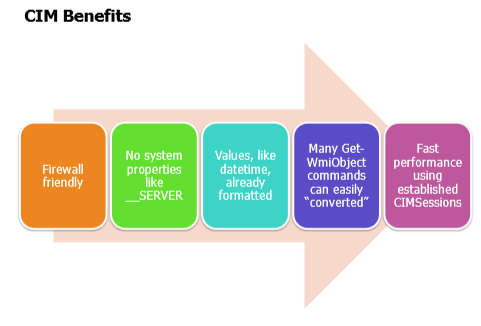 CIM Benefits
Firewall
friendly
No system
properties
like
__SERVER
Values, like
datetime,
already
formatted
Many Get-
WmiObject
commands
can easily
“converted”
Fast
performance
using
established
CIMSessions